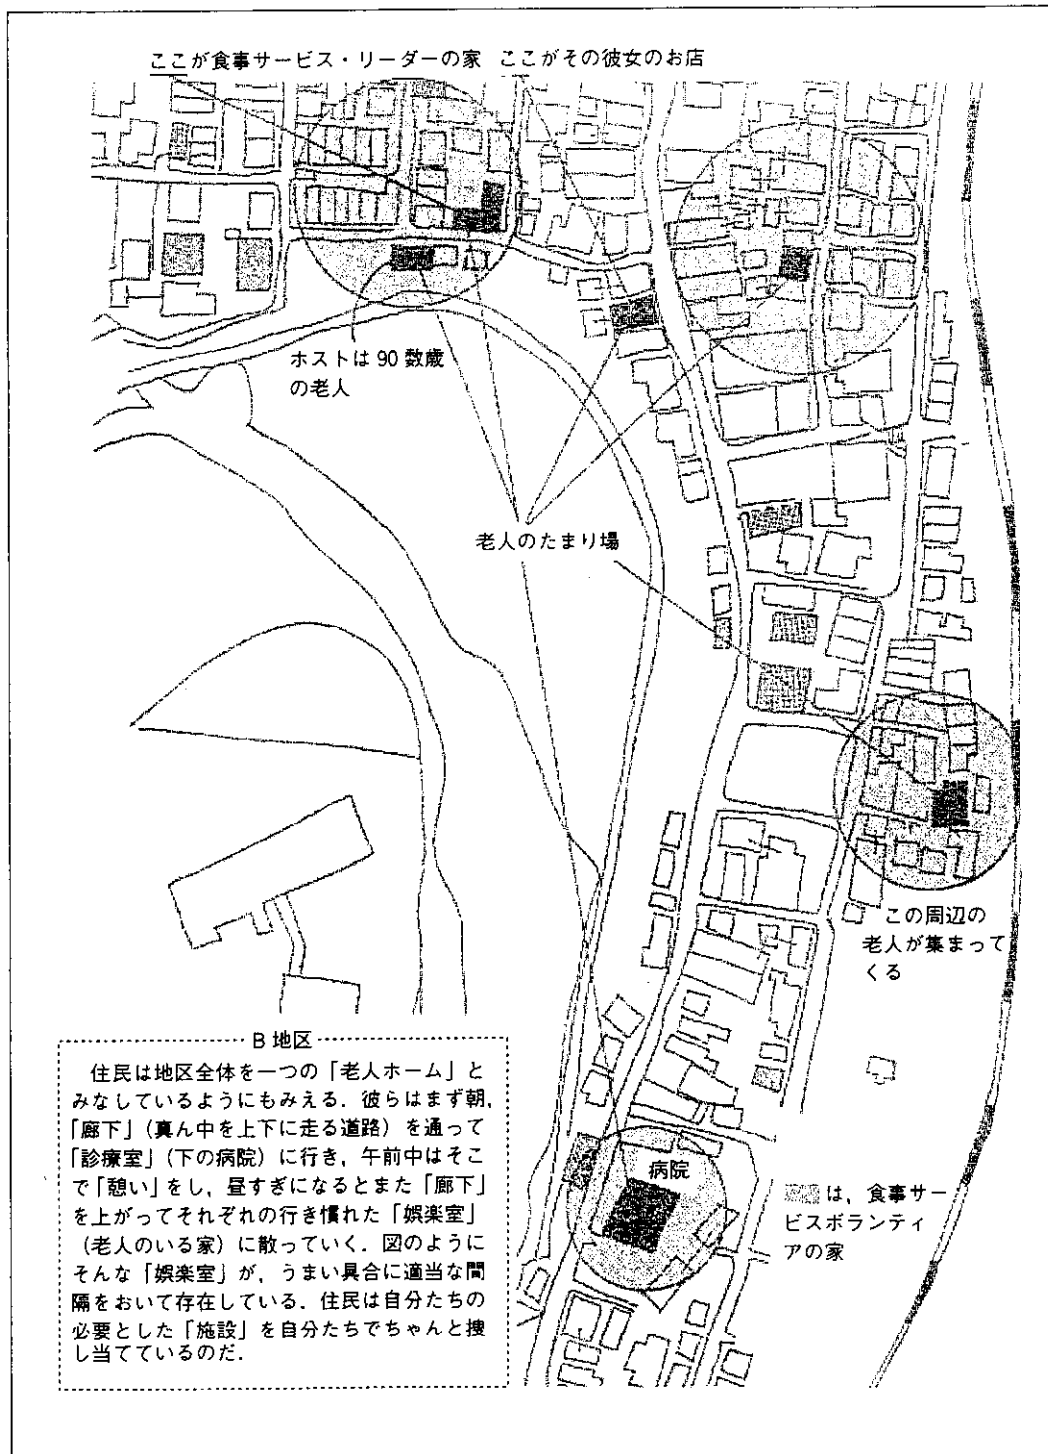 ここが食事サービス・リーダーの家 ここがその彼女のお店
ホストは90数歳
の老人
老人のたまり場
この周辺の
老人が集まって
くる
B地区
住民は地区全体を一つの「老人ホーム」と
みなしているようにもみえる．彼らはまず朝，
「廊下」（真ん中を上下に走る道路）を通って
「診療室」（下の病院）に行き，午前中はそこ
で「憩い」をし，昼すぎになるとまた「廊下」
を上がってそれぞれの行き慣れた「娯楽室」
（老人のいる家）に散っていく．図のように
そんな「娯楽室」が，うまい具合に適当な間
隔をおいて存在している．住民は自分たちの
必要とした「施設」を自分たちでちゃんと捜
し当てているのだ．
病院
は，食事サー
ビスボランティ
アの家